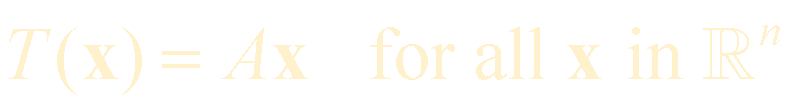 T(x) = Ax for all x in ℝⁿ